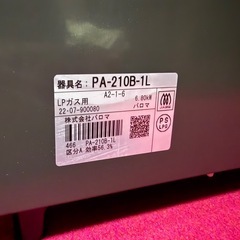 器具名: PA-210B-1L
A2-1-6
LPガス用 6.80kW
22-07-900080 パロマ
株式会社パロマ
466 PA-210B-1L
区分A 効率56.3%
PS
LPG